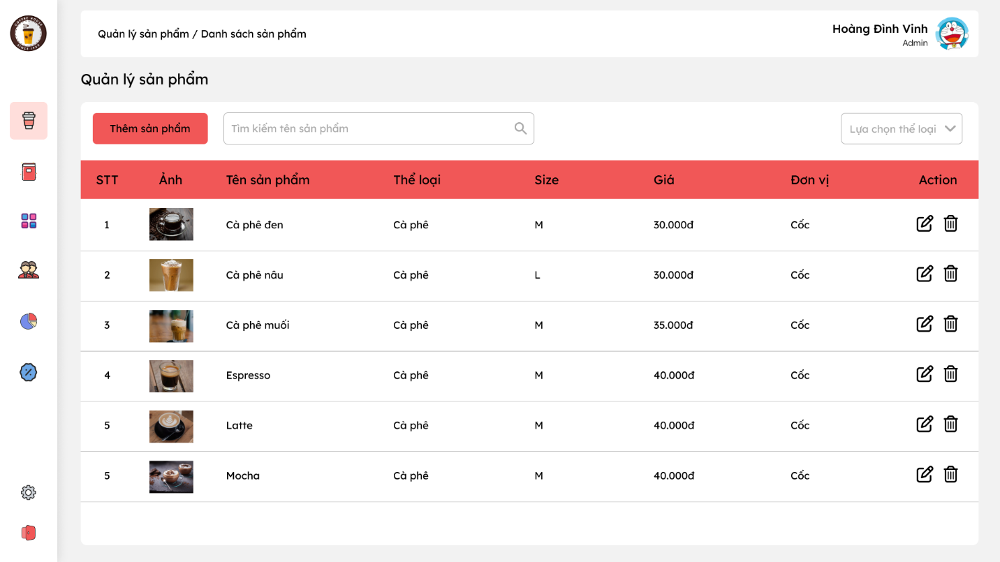 COFFEE HOUSE
SINCE 1989
Quản lý sản phẩm / Danh sách sản phẩm
Hoàng Đình Vinh
Admin
Quản lý sản phẩm
Thêm sản phẩm
Tìm kiếm tên sản phẩm
Lựa chọn thể loại
STT Ảnh Tên sản phẩm Thể loại Size Giá Đơn vị Action
1 Cà phê đen Cà phê M 30.000đ Cốc
2 Cà phê nâu Cà phê L 30.000đ Cốc
3 Cà phê muối Cà phê M 35.000đ Cốc
4 Espresso Cà phê M 40.000đ Cốc
5 Latte Cà phê M 40.000đ Cốc
5 Mocha Cà phê M 40.000đ Cốc